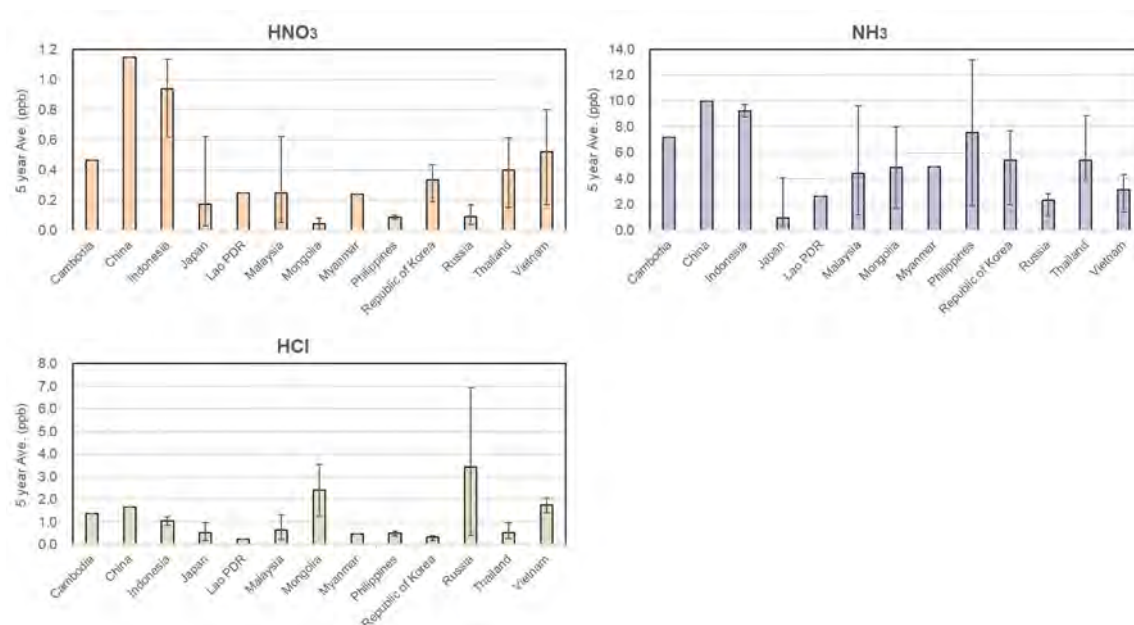 HNO₃
5 year Ave. (ppb)
1.2
1.0
0.8
0.6
0.4
0.2
0.0
Cambodia
China
Indonesia
Japan
Lao PDR
Malaysia
Mongolia
Myanmar
Philippines
Republic of Korea
Russia
Thailand
Vietnam
NH₃
5 year Ave. (ppb)
14.0
12.0
10.0
8.0
6.0
4.0
2.0
0.0
Cambodia
China
Indonesia
Japan
Lao PDR
Malaysia
Mongolia
Myanmar
Philippines
Republic of Korea
Russia
Thailand
Vietnam
HCl
5 year Ave. (ppb)
8.0
7.0
6.0
5.0
4.0
3.0
2.0
1.0
0.0
Cambodia
China
Indonesia
Japan
Lao PDR
Malaysia
Mongolia
Myanmar
Philippines
Republic of Korea
Russia
Thailand
Vietnam